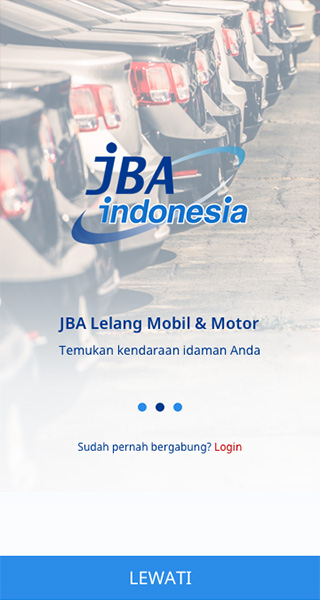 JBA
indonesia
JBA Lelang Mobil & Motor
Temukan kendaraan idaman Anda
Sudah pernah bergabung? Login
LEWATI